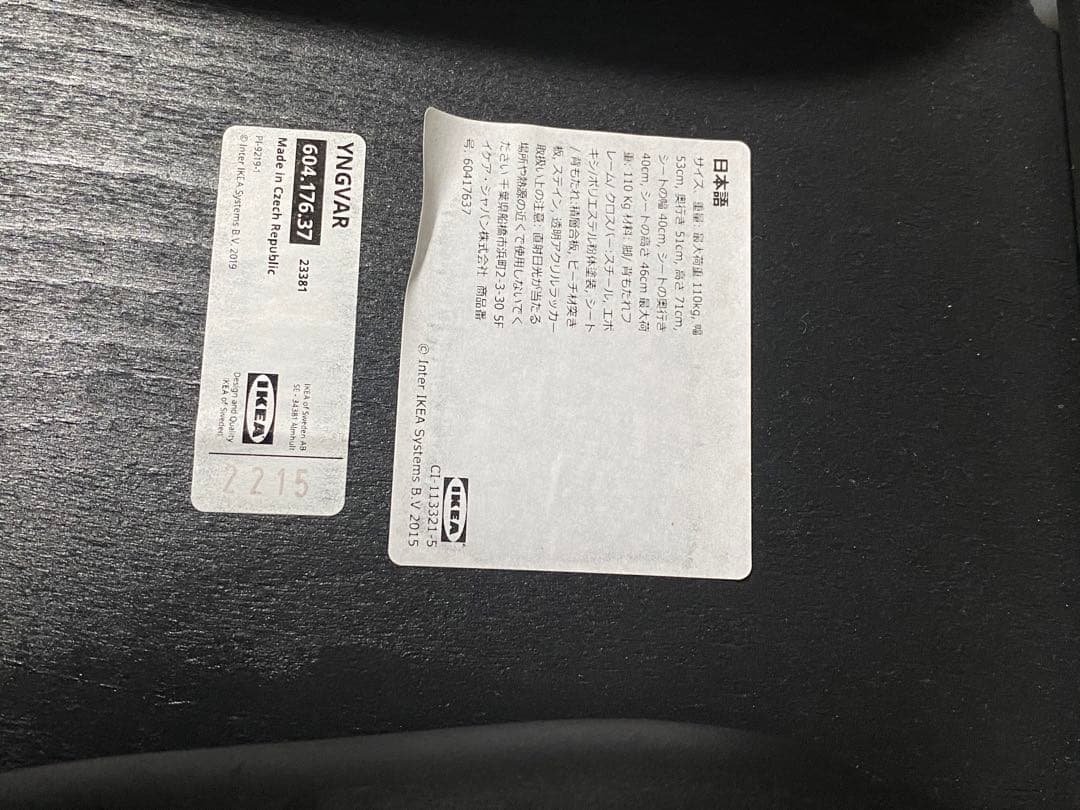 日本語
サイズ、重量 最大荷重 110kg, 幅
53cm, 奥行き 51cm, 高さ 71cm,
シートの幅 40cm, シートの奥行き
40cm, シートの高さ 46cm 最大荷
重: 110 Kg 材料: 脚/ 背もたれフ
レーム/ クロスバー-スチール, エポ
キシ/ポリエステル粉体塗装, シート
/ 背もたれ:積層合板, ビーチ材突き
板, ステイン, 透明アクリルラッカー
取扱い上の注意: 直射日光が当たる
場所や熱源の近くで使用しないでく
ださい 千葉県船橋市浜町2-3-30 5F
イケア・ジャパン株式会社 商品番
号, 60417637
IKEA
CI-113321-5
© Inter IKEA Systems B.V 2015
YNGVAR
604.176.37 23381
Made in Czech Republic
PI-9219-1
© Inter IKEA Systems B.V. 2019
IKEA of Sweden AB
SE - 34381 Älmhult
IKEA
Design and Quality
IKEA of Sweden
2215